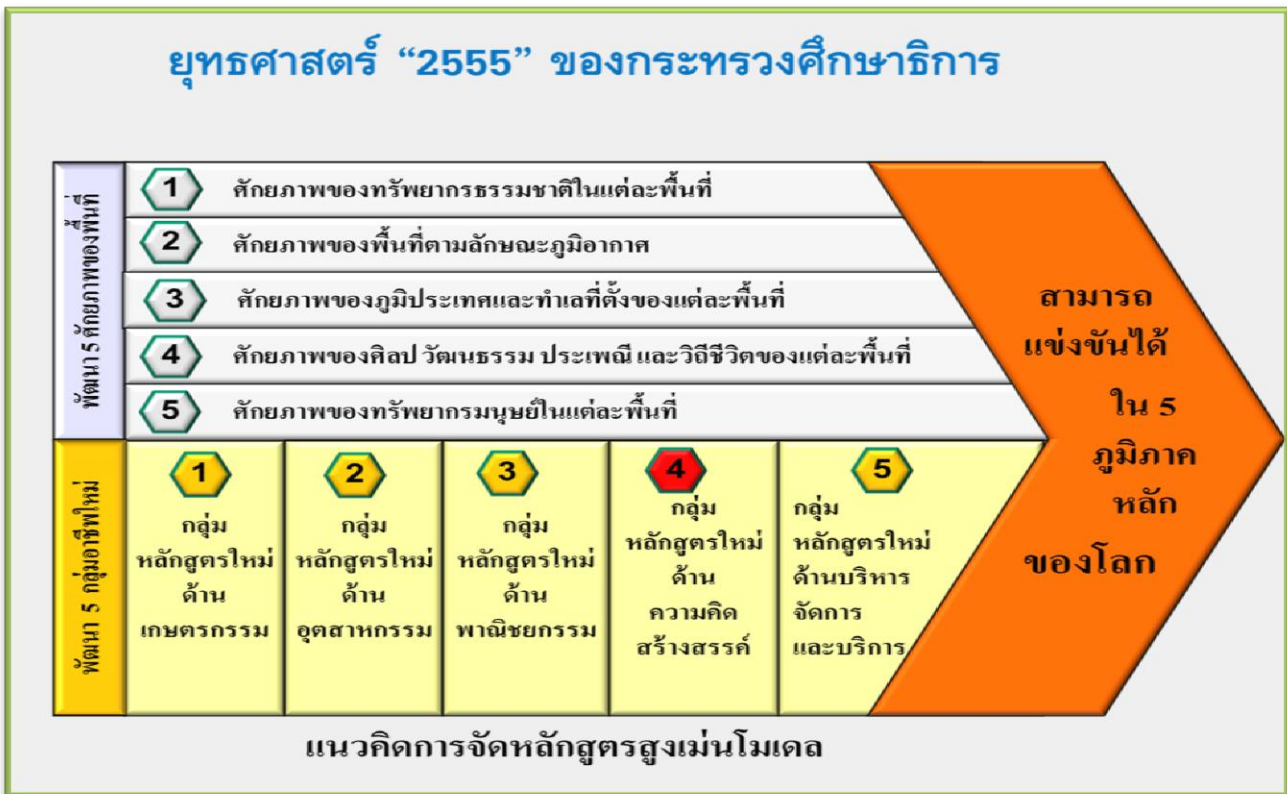 ยุทธศาสตร์ “2555” ของกระทรวงศึกษาธิการ
พัฒนา 5 ศักยภาพของพื้นที่
1 ศักยภาพของทรัพยากรธรรมชาติในแต่ละพื้นที่
2 ศักยภาพของพื้นที่ตามลักษณะภูมิอากาศ
3 ศักยภาพของภูมิประเทศและทำเลที่ตั้งของแต่ละพื้นที่
4 ศักยภาพของศิลป วัฒนธรรม ประเพณี และวิถีชีวิตของแต่ละพื้นที่
5 ศักยภาพของทรัพยากรมนุษย์ในแต่ละพื้นที่
พัฒนา 5 กลุ่มอาชีพใหม่
1
กลุ่ม
หลักสูตรใหม่
ด้าน
เกษตรกรรม
2
กลุ่ม
หลักสูตรใหม่
ด้าน
อุตสาหกรรม
3
กลุ่ม
หลักสูตรใหม่
ด้าน
พาณิชยกรรม
4
กลุ่ม
หลักสูตรใหม่
ด้าน
ความคิด
สร้างสรรค์
5
กลุ่ม
หลักสูตรใหม่
ด้านบริหาร
จัดการ
และบริการ
สามารถ
แข่งขันได้
ใน 5
ภูมิภาค
หลัก
ของโลก
แนวคิดการจัดหลักสูตรสูงเม่นโมเดล